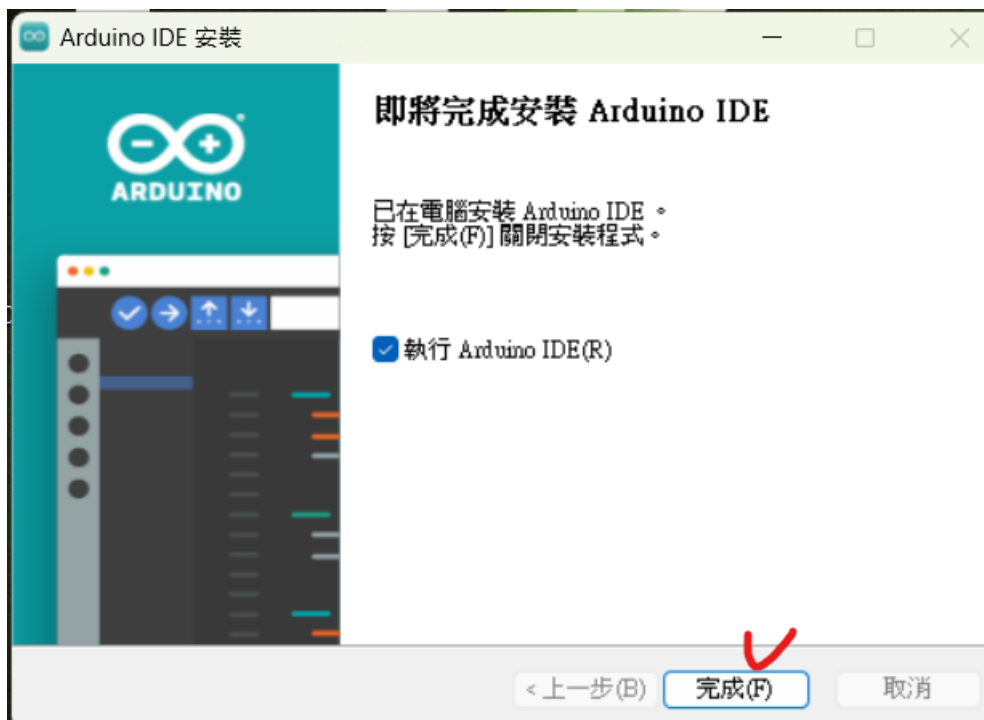 Arduino IDE 安裝
ARDUINO
即將完成安裝 Arduino IDE
已在電腦安裝 Arduino IDE 。
按 [完成(F)] 關閉安裝程式。
執行 Arduino IDE(R)
< 上一步(B)
完成(F)
取消